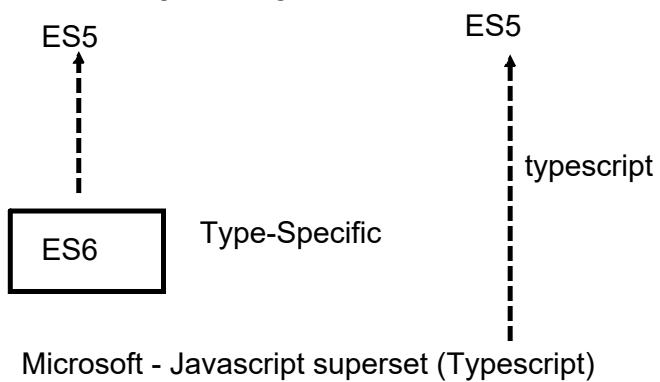 ES5
ES5
typescript
ES6
Type-Specific
Microsoft - Javascript superset (Typescript)